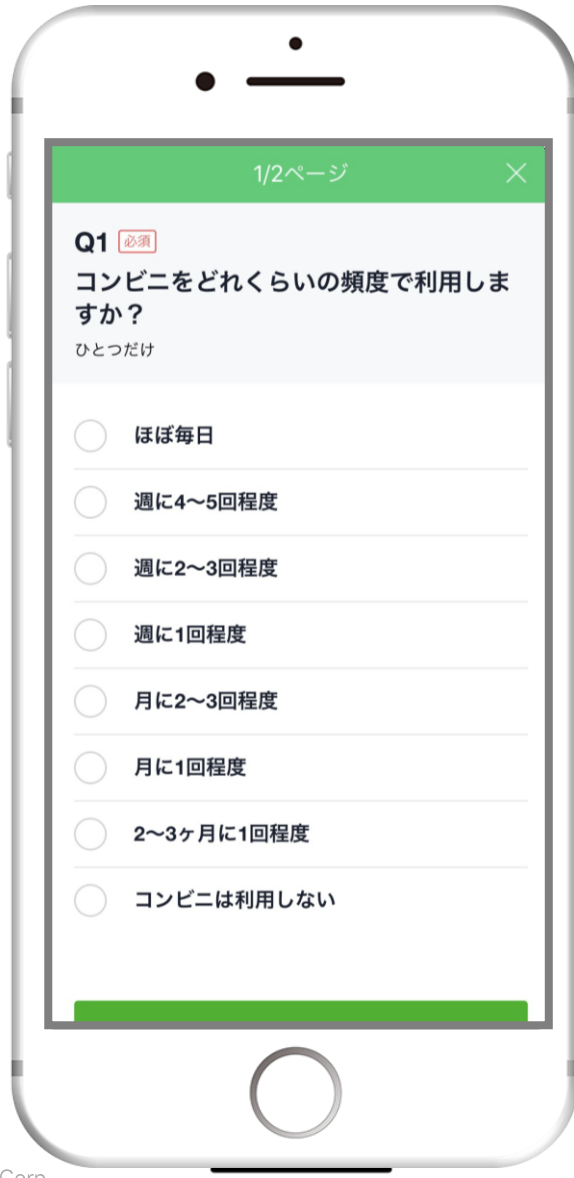 1/2ページ
Q1 必須
コンビニをどれくらいの頻度で利用しま
すか？
ひとつだけ
ほぼ毎日
週に4〜5回程度
週に2〜3回程度
週に1回程度
月に2〜3回程度
月に1回程度
2〜3ヶ月に1回程度
コンビニは利用しない